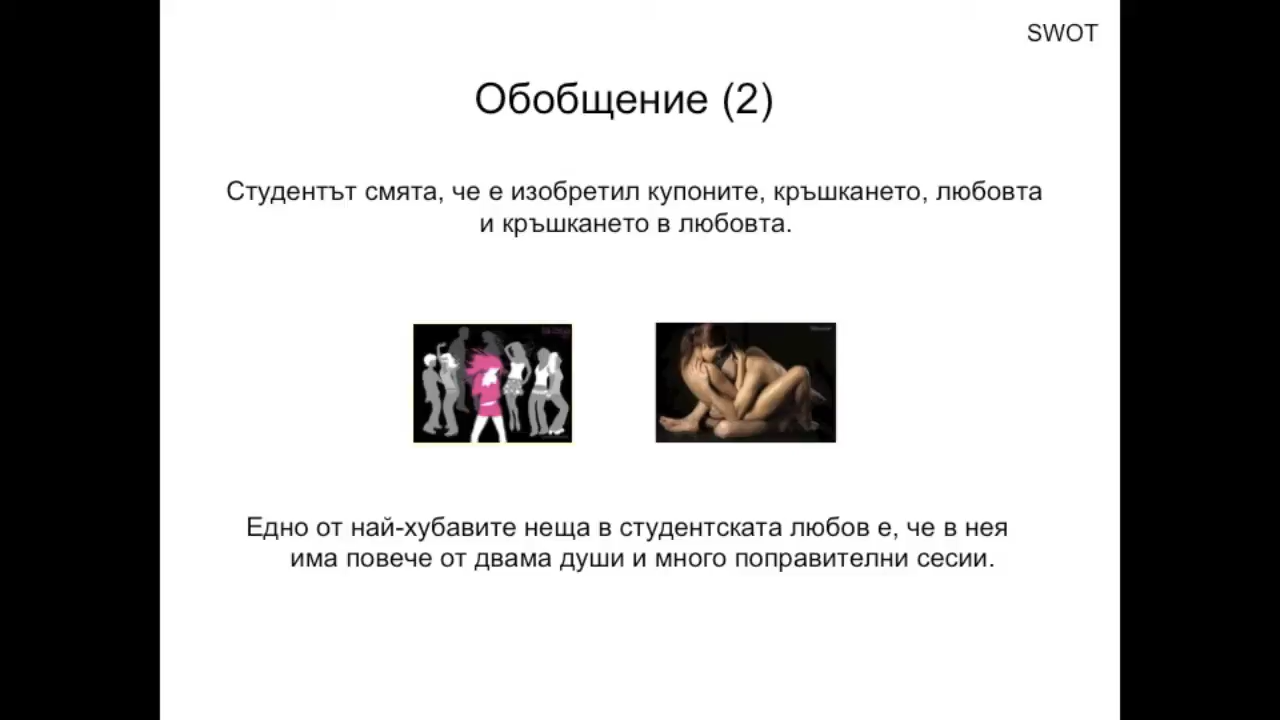 SWOT
Обобщение (2)
Студентът смята, че е изобретил купоните, кръшкането, любовта
и кръшкането в любовта.
Едно от най-хубавите неща в студентската любов е, че в нея
има повече от двама души и много поправителни сесии.